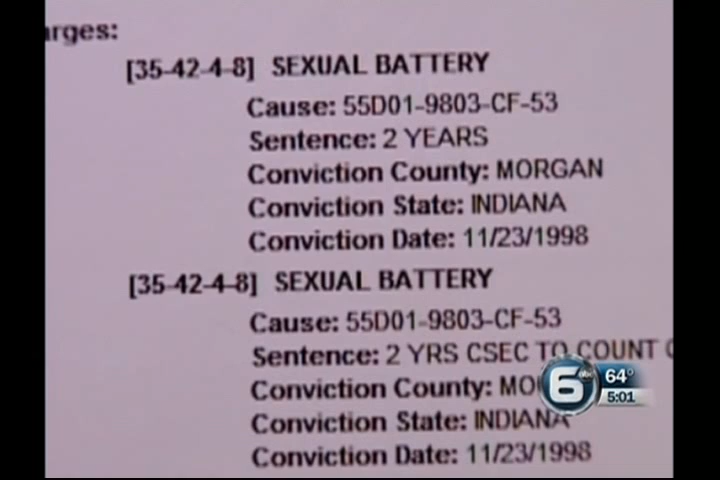 arges:
[35-42-4-8] SEXUAL BATTERY
Cause: 55D01-9803-CF-53
Sentence: 2 YEARS
Conviction County: MORGAN
Conviction State: INDIANA
Conviction Date: 11/23/1998
[35-42-4-8] SEXUAL BATTERY
Cause: 55D01-9803-CF-53
Sentence: 2 YRS CSEC TO COUNT
Conviction County: MO
Conviction State: INDIANA
Conviction Date: 11/23/1998
6 abc 64°
5:01